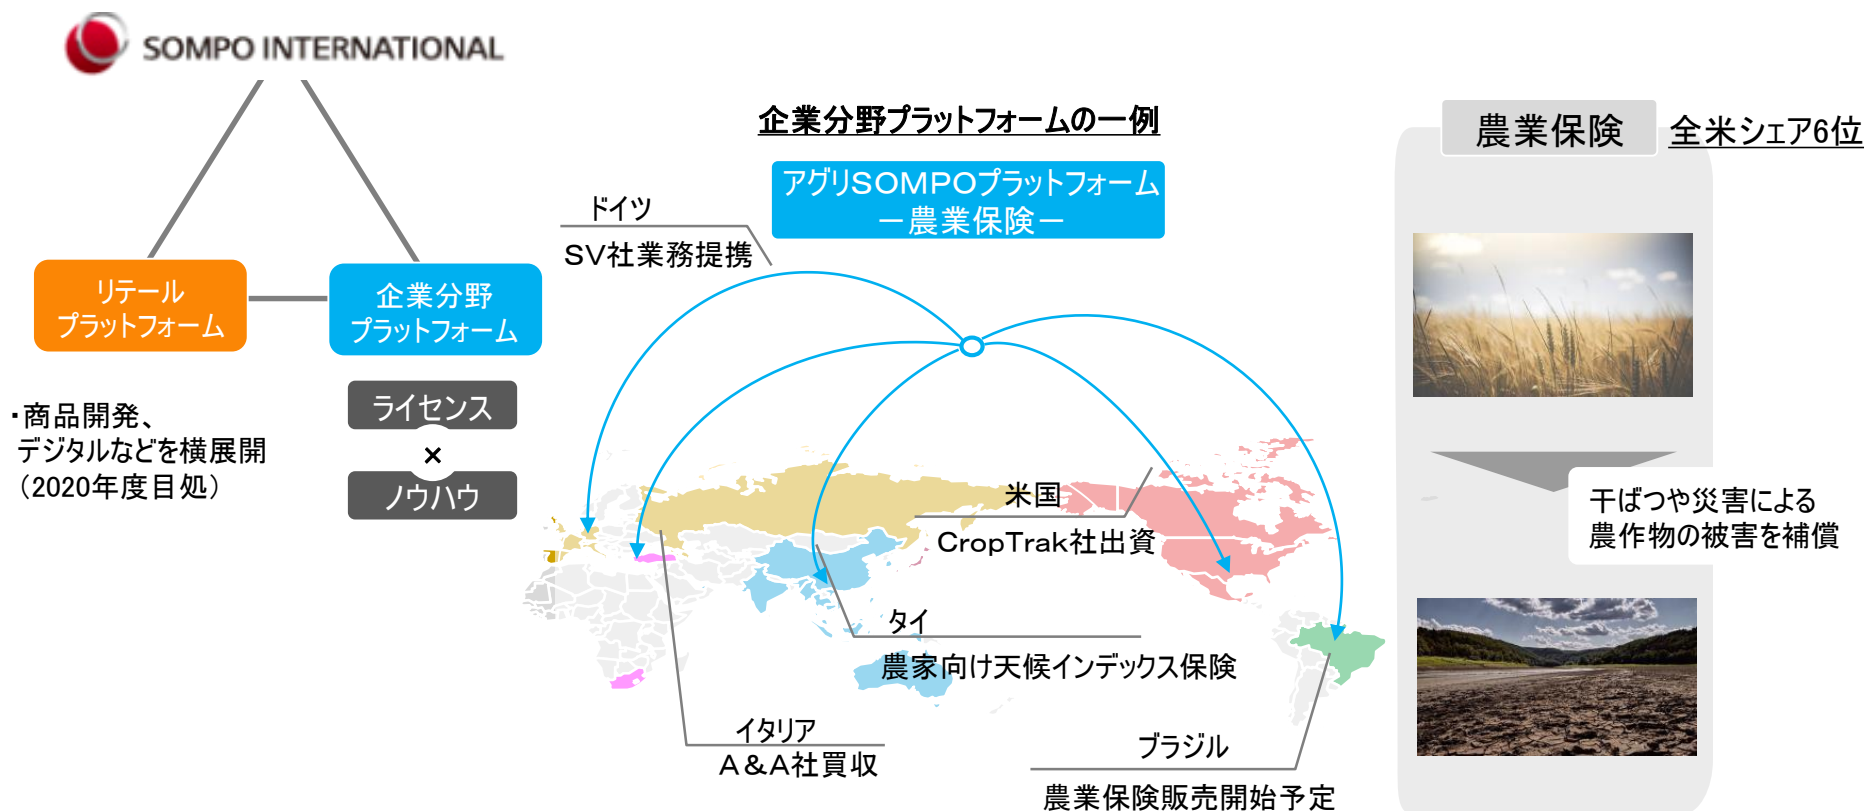 SOMPO INTERNATIONAL
リテール
プラットフォーム
企業分野
プラットフォーム
・商品開発、
デジタルなどを横展開
（2020年度目処）
ライセンス
×
ノウハウ
企業分野プラットフォームの一例
アグリSOMPOプラットフォーム
－農業保険－
ドイツ
SV社業務提携
米国
CropTrak社出資
タイ
農家向け天候インデックス保険
イタリア
A&A社買収
ブラジル
農業保険販売開始予定
農業保険
全米シェア6位
干ばつや災害による
農作物の被害を補償